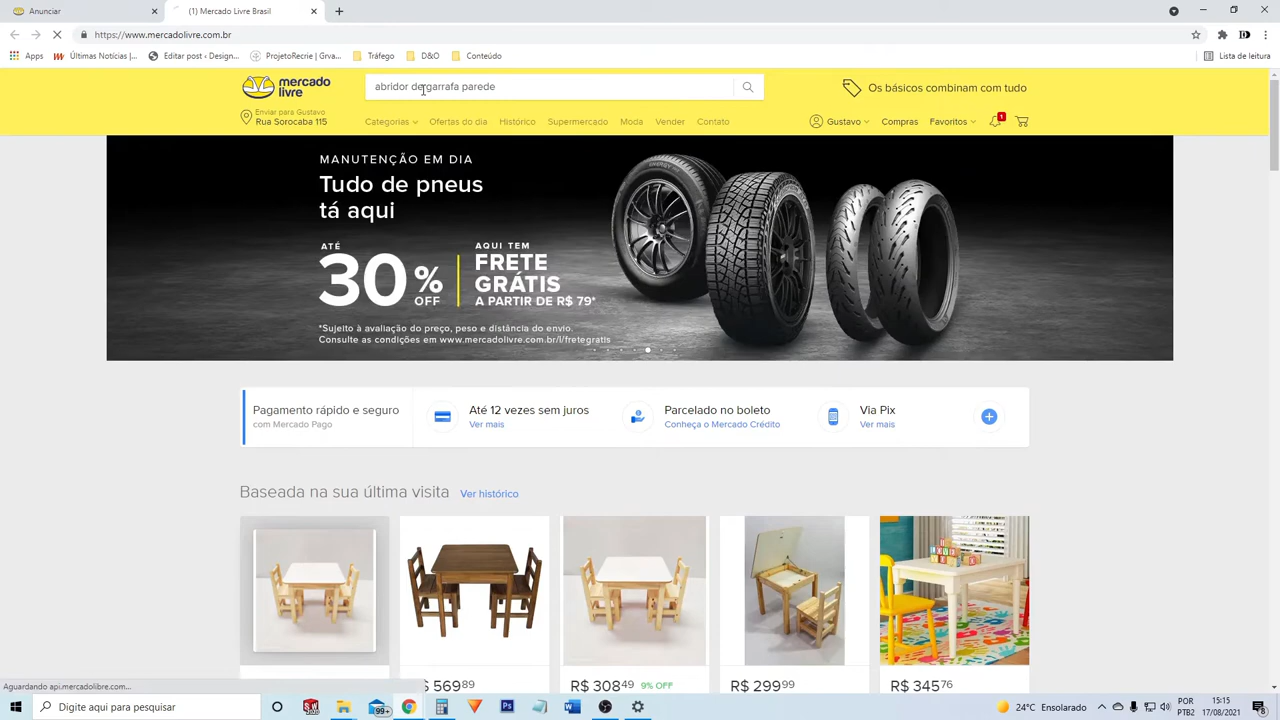 Anunciar
(1) Mercado Livre Brasil
https://www.mercadolivre.com.br
Apps
Últimas Notícias |...
Editar post ‹ Design...
ProjetoRecrie | Grva...
Tráfego
D&O
Conteúdo
Lista de leitura
mercado
livre
abridor de garrafa parede
Os básicos combinam com tudo
Enviar para Gustavo
Rua Sorocaba 115
Categorias
Ofertas do dia
Histórico
Supermercado
Moda
Vender
Contato
Gustavo
Compras
Favoritos
1
MANUTENÇÃO EM DIA
Tudo de pneus
tá aqui
ATÉ
30%
OFF
AQUI TEM
FRETE
GRÁTIS
A PARTIR DE R$ 79*
*Sujeito à avaliação do preço, peso e distância do envio.
Consulte as condições em www.mercadolivre.com.br/l/fretegratis
Pagamento rápido e seguro
com Mercado Pago
Até 12 vezes sem juros
Ver mais
Parcelado no boleto
Conheça o Mercado Crédito
Via Pix
Ver mais
Baseada na sua última visita
Ver histórico
$ 569 89
R$ 308 49
9% OFF
R$ 299 99
R$ 345 76
Aguardando api.mercadolibre.com...
Digite aqui para pesquisar
99+
24°C Ensolarado
POR
PTB2
15:15
17/08/2021